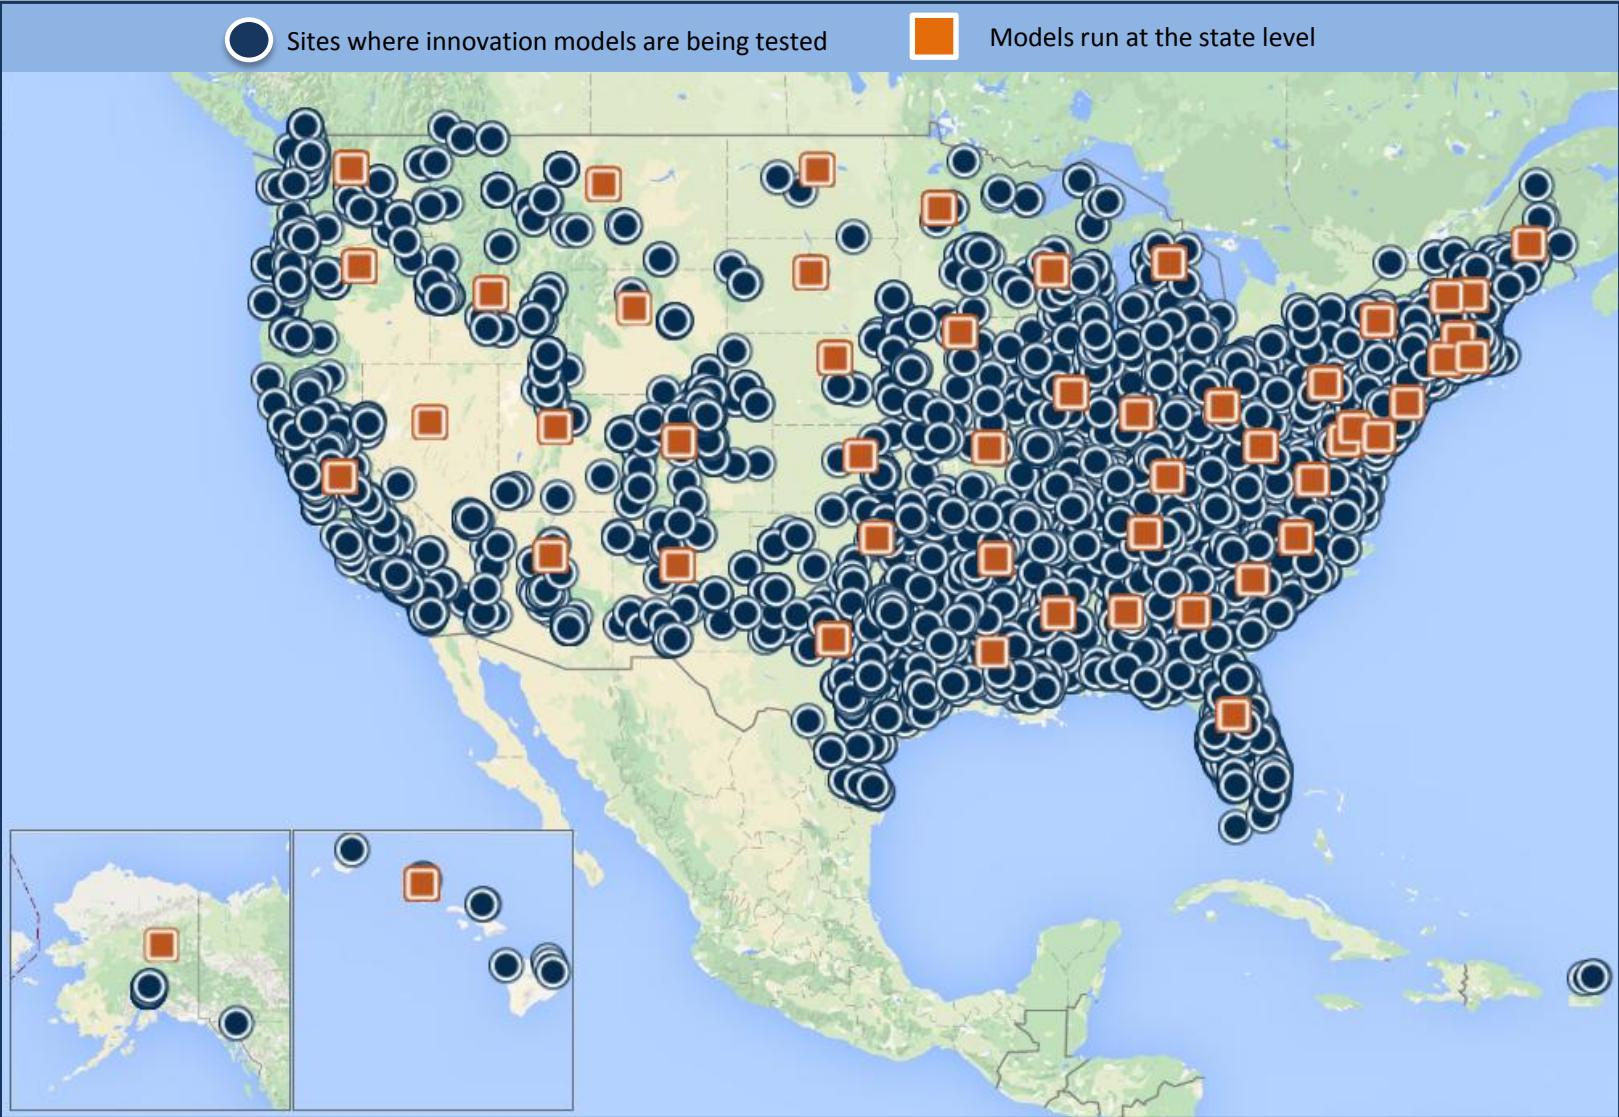 Sites where innovation models are being tested
Models run at the state level